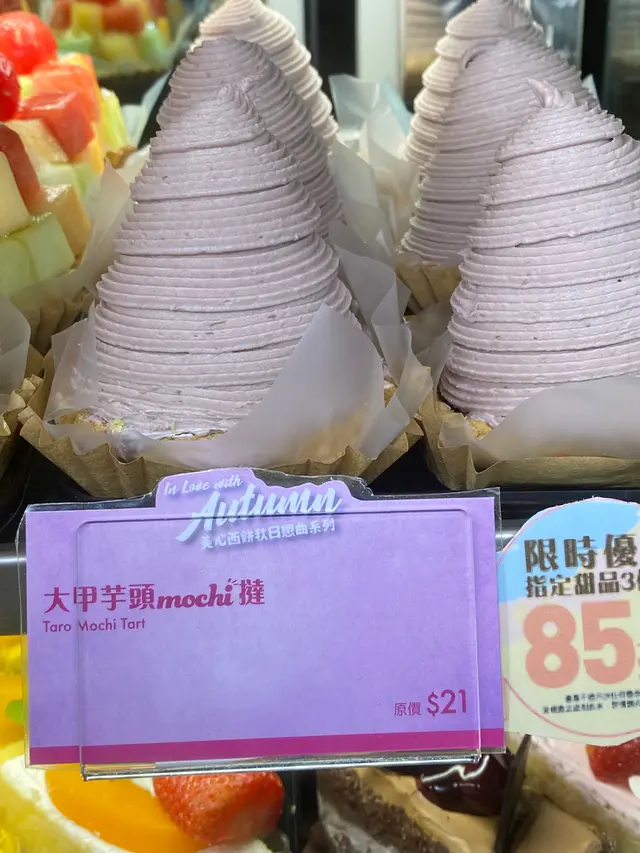 In Love with
Autumn
美心西餅秋日戀曲系列
大甲芋頭mochi撻
Taro Mochi Tart
原價 $21
限時優
指定甜品3
85